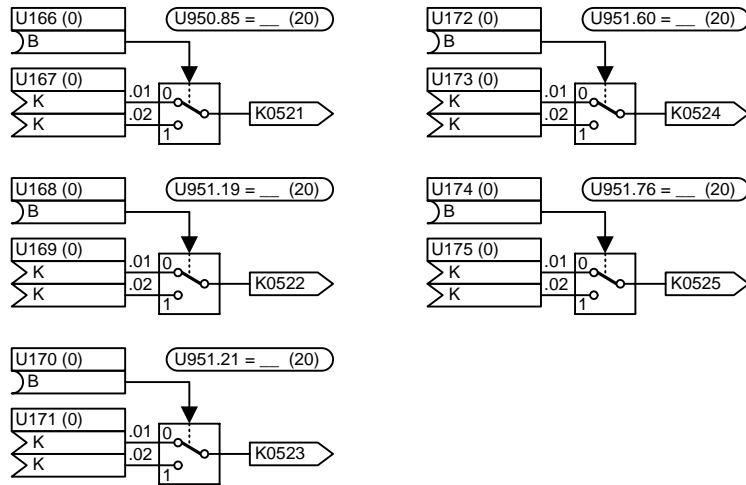 U166 (0)
U950.85 = __ (20)
B
U167 (0)
K .01 0
K .02 1
K0521
U172 (0)
U951.60 = __ (20)
B
U173 (0)
K .01 0
K .02 1
K0524
U168 (0)
U951.19 = __ (20)
B
U169 (0)
K .01 0
K .02 1
K0522
U174 (0)
U951.76 = __ (20)
B
U175 (0)
K .01 0
K .02 1
K0525
U170 (0)
U951.21 = __ (20)
B
U171 (0)
K .01 0
K .02 1
K0523